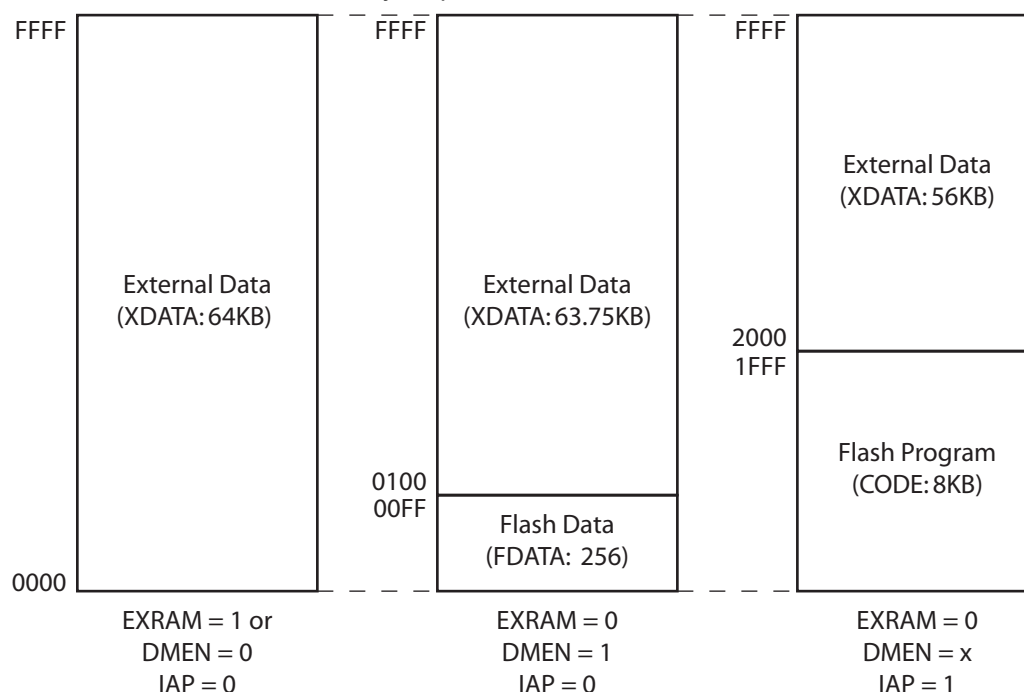 FFFF
External Data
(XDATA: 64KB)
0000
EXRAM = 1 or
DMEN = 0
IAP = 0
FFFF
External Data
(XDATA: 63.75KB)
0100
00FF
Flash Data
(FDATA: 256)
EXRAM = 0
DMEN = 1
IAP = 0
FFFF
External Data
(XDATA: 56KB)
2000
1FFF
Flash Program
(CODE: 8KB)
EXRAM = 0
DMEN = x
IAP = 1